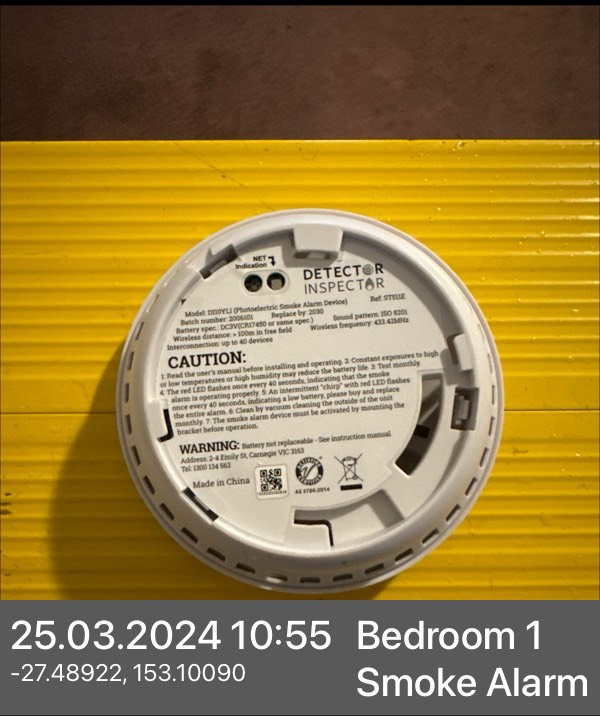 NET
Indication
DETECTOR
INSPECTOR
Model: DI10YL1 (Photoelectric Smoke Alarm Device)
Ref: ST511E
Batch number: 2006101 Replace by: 2030
Battery spec.: DC3V(CR17450 or same spec.) Sound pattern: ISO 8201
Wireless distance: > 100m in free field Wireless frequency: 433.42MHz
Interconnection: up to 40 devices
CAUTION:
1: Read the user's manual before installing and operating. 2: Constant exposures to high
or low temperatures or high humidity may reduce the battery life. 3: Test monthly.
4: The red LED flashes once every 40 seconds, indicating that the smoke
alarm is operating properly. 5: An intermittent "chirp" with red LED flashes
once every 40 seconds, indicating a low battery, please buy and replace
the entire alarm. 6: Clean by vacuum cleaning the outside of the unit
monthly. 7: The smoke alarm device must be activated by mounting the
bracket before operation.
WARNING: Battery not replaceable - See instruction manual.
Address: 2-4 Emily St, Carnegie VIC 3163
Tel: 1300 134 563
Made in China
AS 3786:2014
25.03.2024 10:55
-27.48922, 153.10090
Bedroom 1
Smoke Alarm